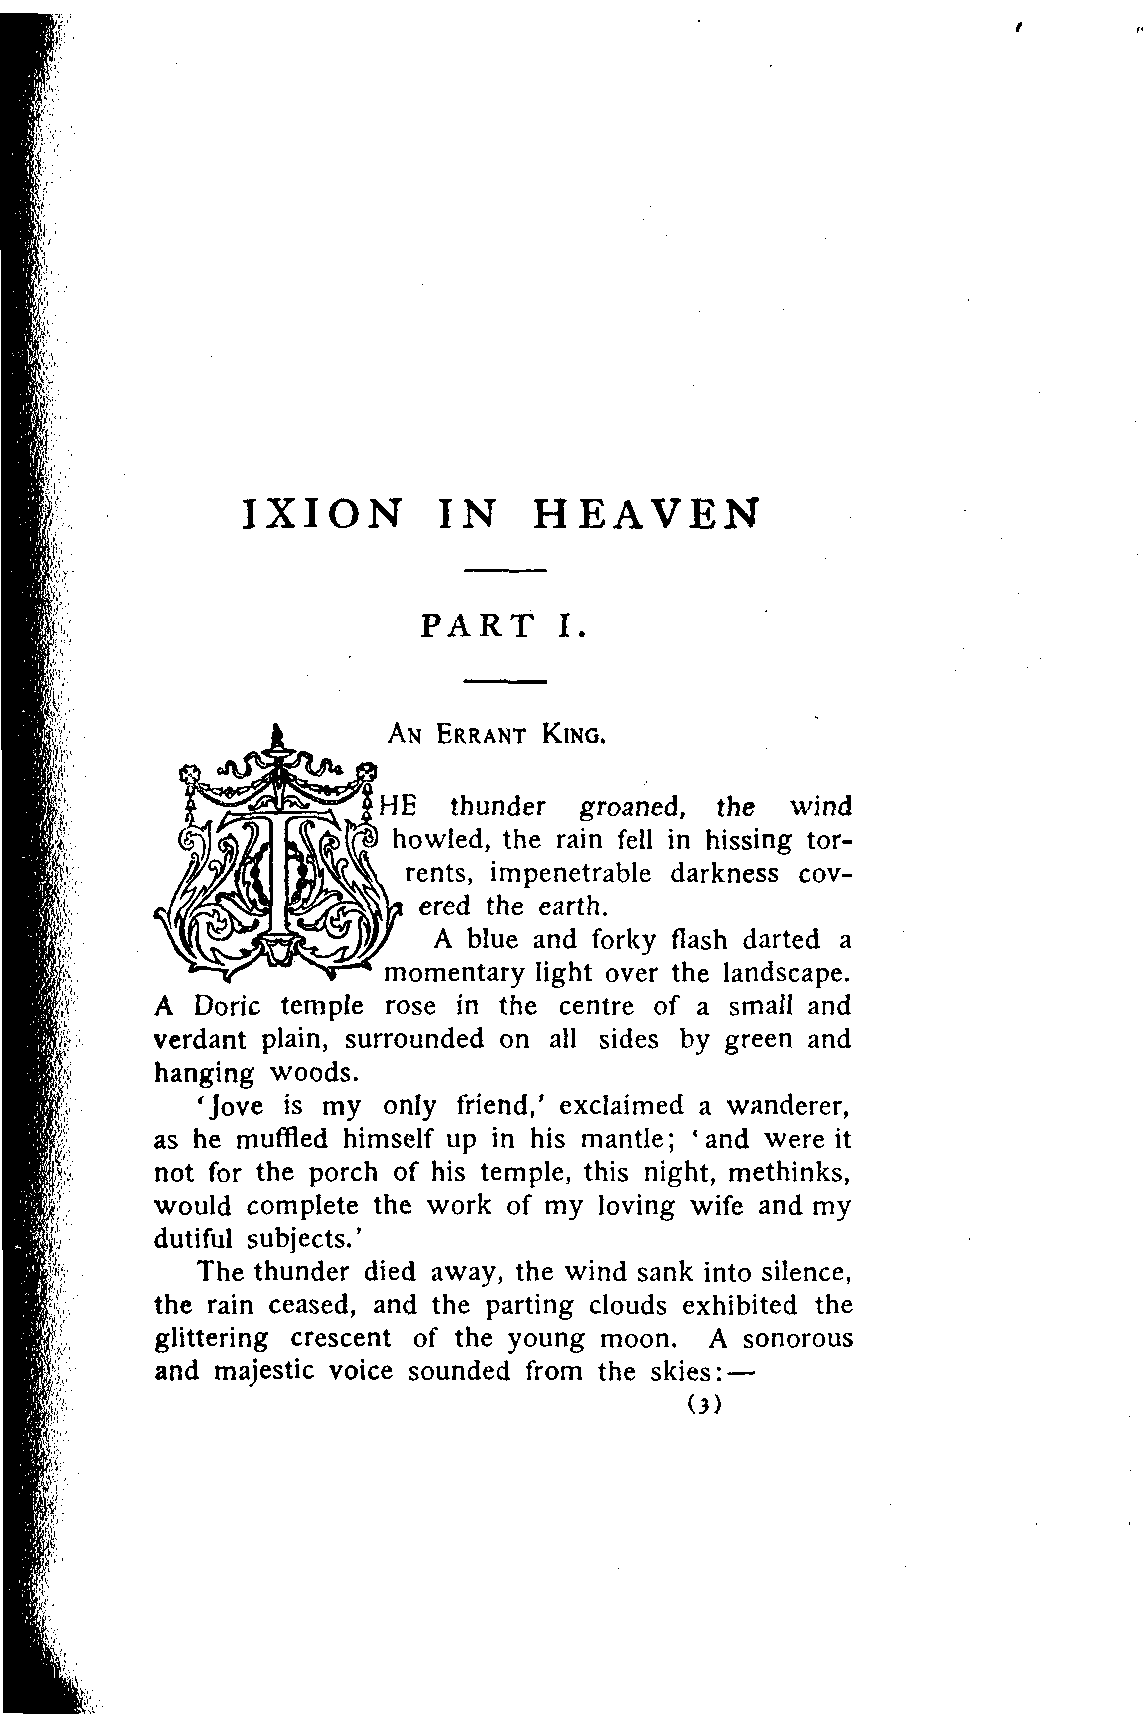 IXION IN HEAVEN
PART I.
AN ERRANT KING.
THE thunder groaned, the wind
howled, the rain fell in hissing tor-
rents, impenetrable darkness cov-
ered the earth.
A blue and forky flash darted a
momentary light over the landscape.
A Doric temple rose in the centre of a small and
verdant plain, surrounded on all sides by green and
hanging woods.
'Jove is my only friend,' exclaimed a wanderer,
as he muffled himself up in his mantle; 'and were it
not for the porch of his temple, this night, methinks,
would complete the work of my loving wife and my
dutiful subjects.'
The thunder died away, the wind sank into silence,
the rain ceased, and the parting clouds exhibited the
glittering crescent of the young moon. A sonorous
and majestic voice sounded from the skies:—
(3)